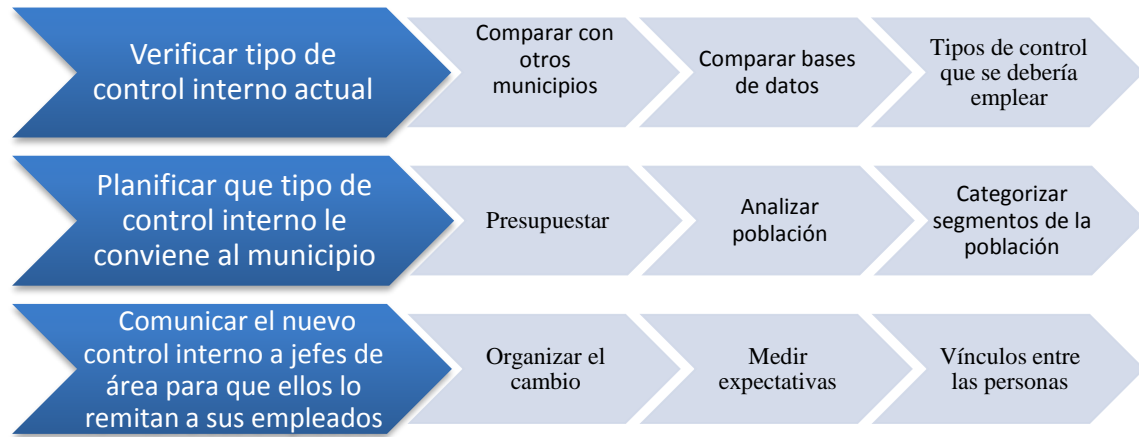 Verificar tipo de
control interno actual
Comparar con
otros
municipios
Comparar bases
de datos
Tipos de control
que se debería
emplear
Planificar que tipo de
control interno le
conviene al municipio
Presupuestar
Analizar
población
Categorizar
segmentos de la
población
Comunicar el nuevo
control interno a jefes de
área para que ellos lo
remitan a sus empleados
Organizar el
cambio
Medir
expectativas
Vínculos entre
las personas